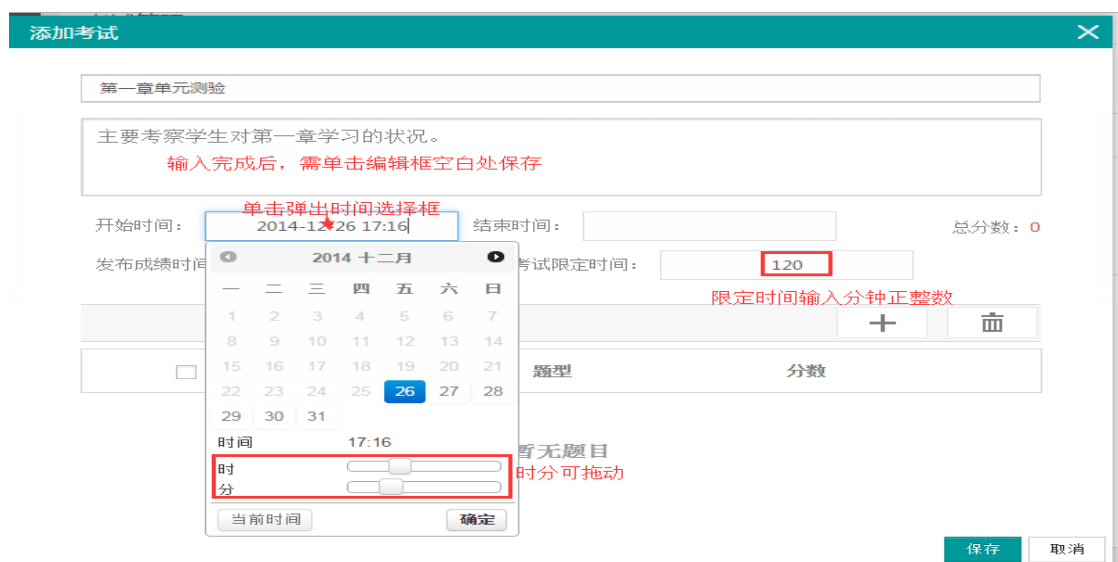 添加考试
第一章单元测验
主要考察学生对第一章学习的状况。
输入完成后，需单击编辑框空白处保存
单击弹出时间选择框
开始时间： 2014-12-26 17:16 结束时间： 总分数：0
发布成绩时间 考试限定时间： 120
限定时间输入分钟正整数
2014 十二月
一 二 三 四 五 六 日
1 2 3 4 5 6 7
8 9 10 11 12 13 14
15 16 17 18 19 20 21
题型 分数
22 23 24 25 26 27 28
29 30 31
时间 17:16
暂无题目
时
时分可拖动
分
当前时间 确定
保存 取消